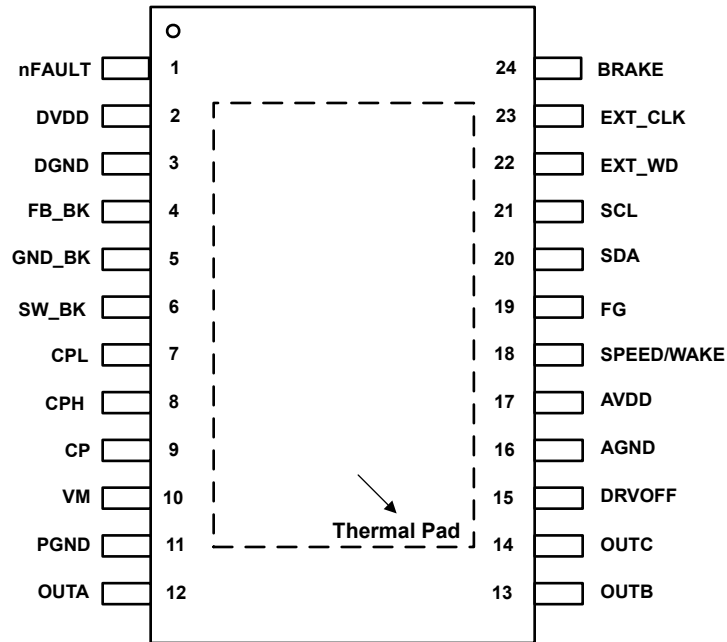 nFAULT 1 24 BRAKE
DVDD 2 23 EXT_CLK
DGND 3 22 EXT_WD
FB_BK 4 21 SCL
GND_BK 5 20 SDA
SW_BK 6 19 FG
CPL 7 18 SPEED/WAKE
CPH 8 17 AVDD
CP 9 16 AGND
VM 10 15 DRVOFF
Thermal Pad
PGND 11 14 OUTC
OUTA 12 13 OUTB